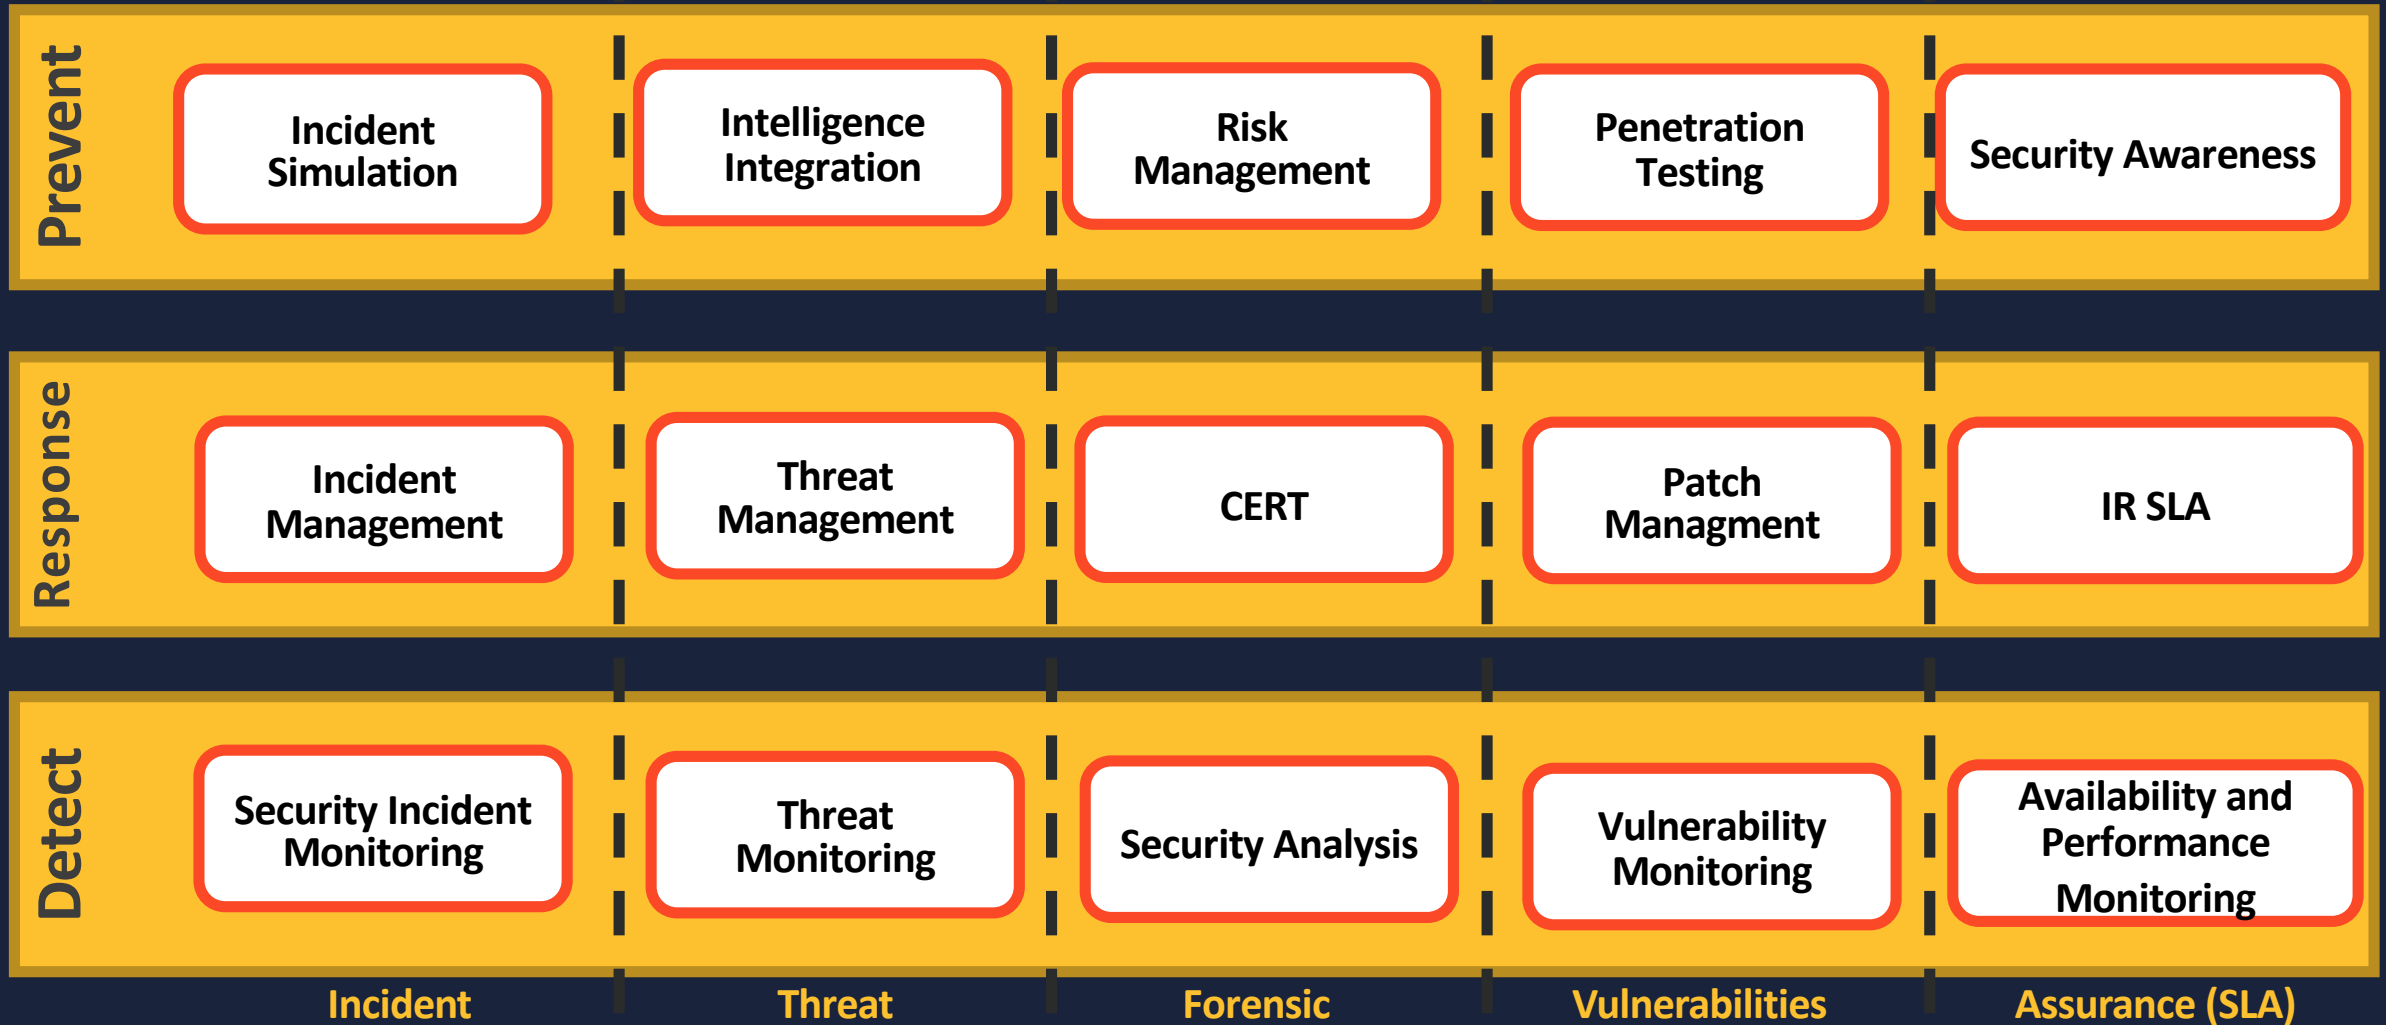 Prevent
Incident
Simulation
Intelligence
Integration
Risk
Management
Penetration
Testing
Security Awareness
Response
Incident
Management
Threat
Management
CERT
Patch
Managment
IR SLA
Detect
Security Incident
Monitoring
Threat
Monitoring
Security Analysis
Vulnerability
Monitoring
Availability and
Performance
Monitoring
Incident
Threat
Forensic
Vulnerabilities
Assurance (SLA)